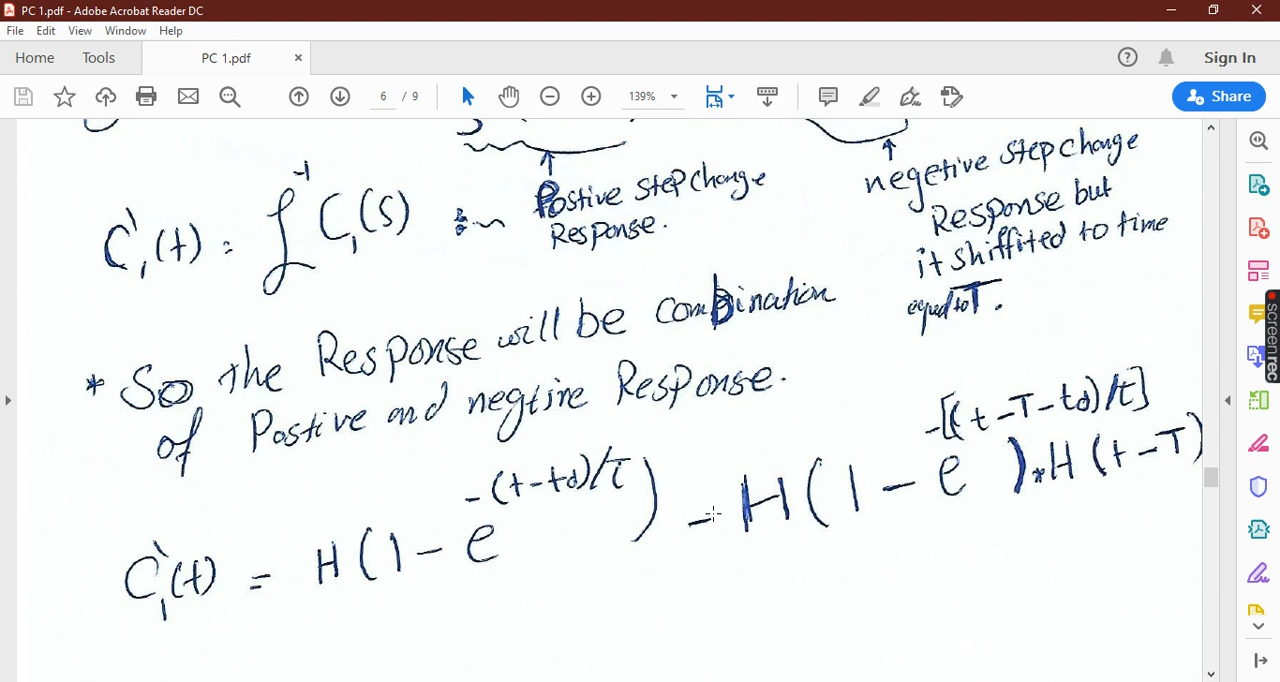 PC 1.pdf - Adobe Acrobat Reader DC
File Edit View Window Help
Home Tools PC 1.pdf × Sign In
6 / 9 139% Share
C'₁(t) = ℒ⁻¹ C₁(s) :~
Postive step change
Response.
negetive step change
Response but
it shiffited to time
equal to T.
* So the Response will be combination
of Postive and negtire Response.
C'₁(t) = H(1 - e^{-(t-td)/τ}) - H(1 - e^{-[(t-T-td)/τ]}) * H(t-T)
screenrec